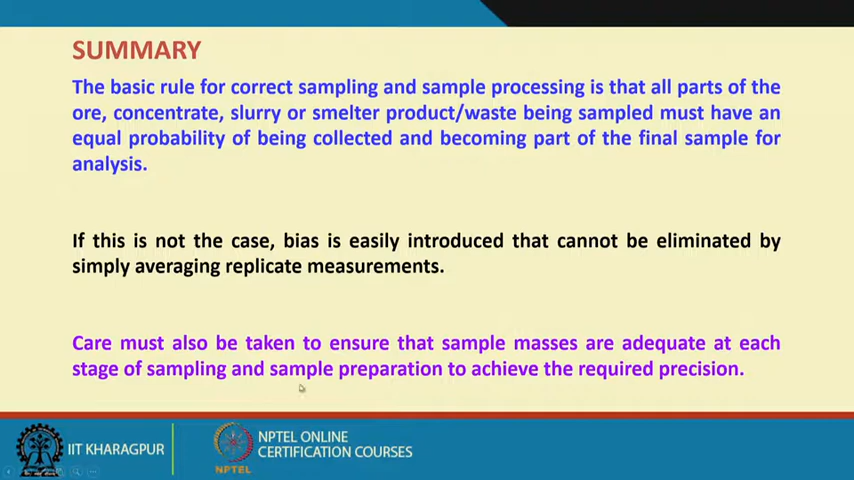 SUMMARY
The basic rule for correct sampling and sample processing is that all parts of the
ore, concentrate, slurry or smelter product/waste being sampled must have an
equal probability of being collected and becoming part of the final sample for
analysis.
If this is not the case, bias is easily introduced that cannot be eliminated by
simply averaging replicate measurements.
Care must also be taken to ensure that sample masses are adequate at each
stage of sampling and sample preparation to achieve the required precision.
IIT KHARAGPUR
NPTEL
NPTEL ONLINE
CERTIFICATION COURSES